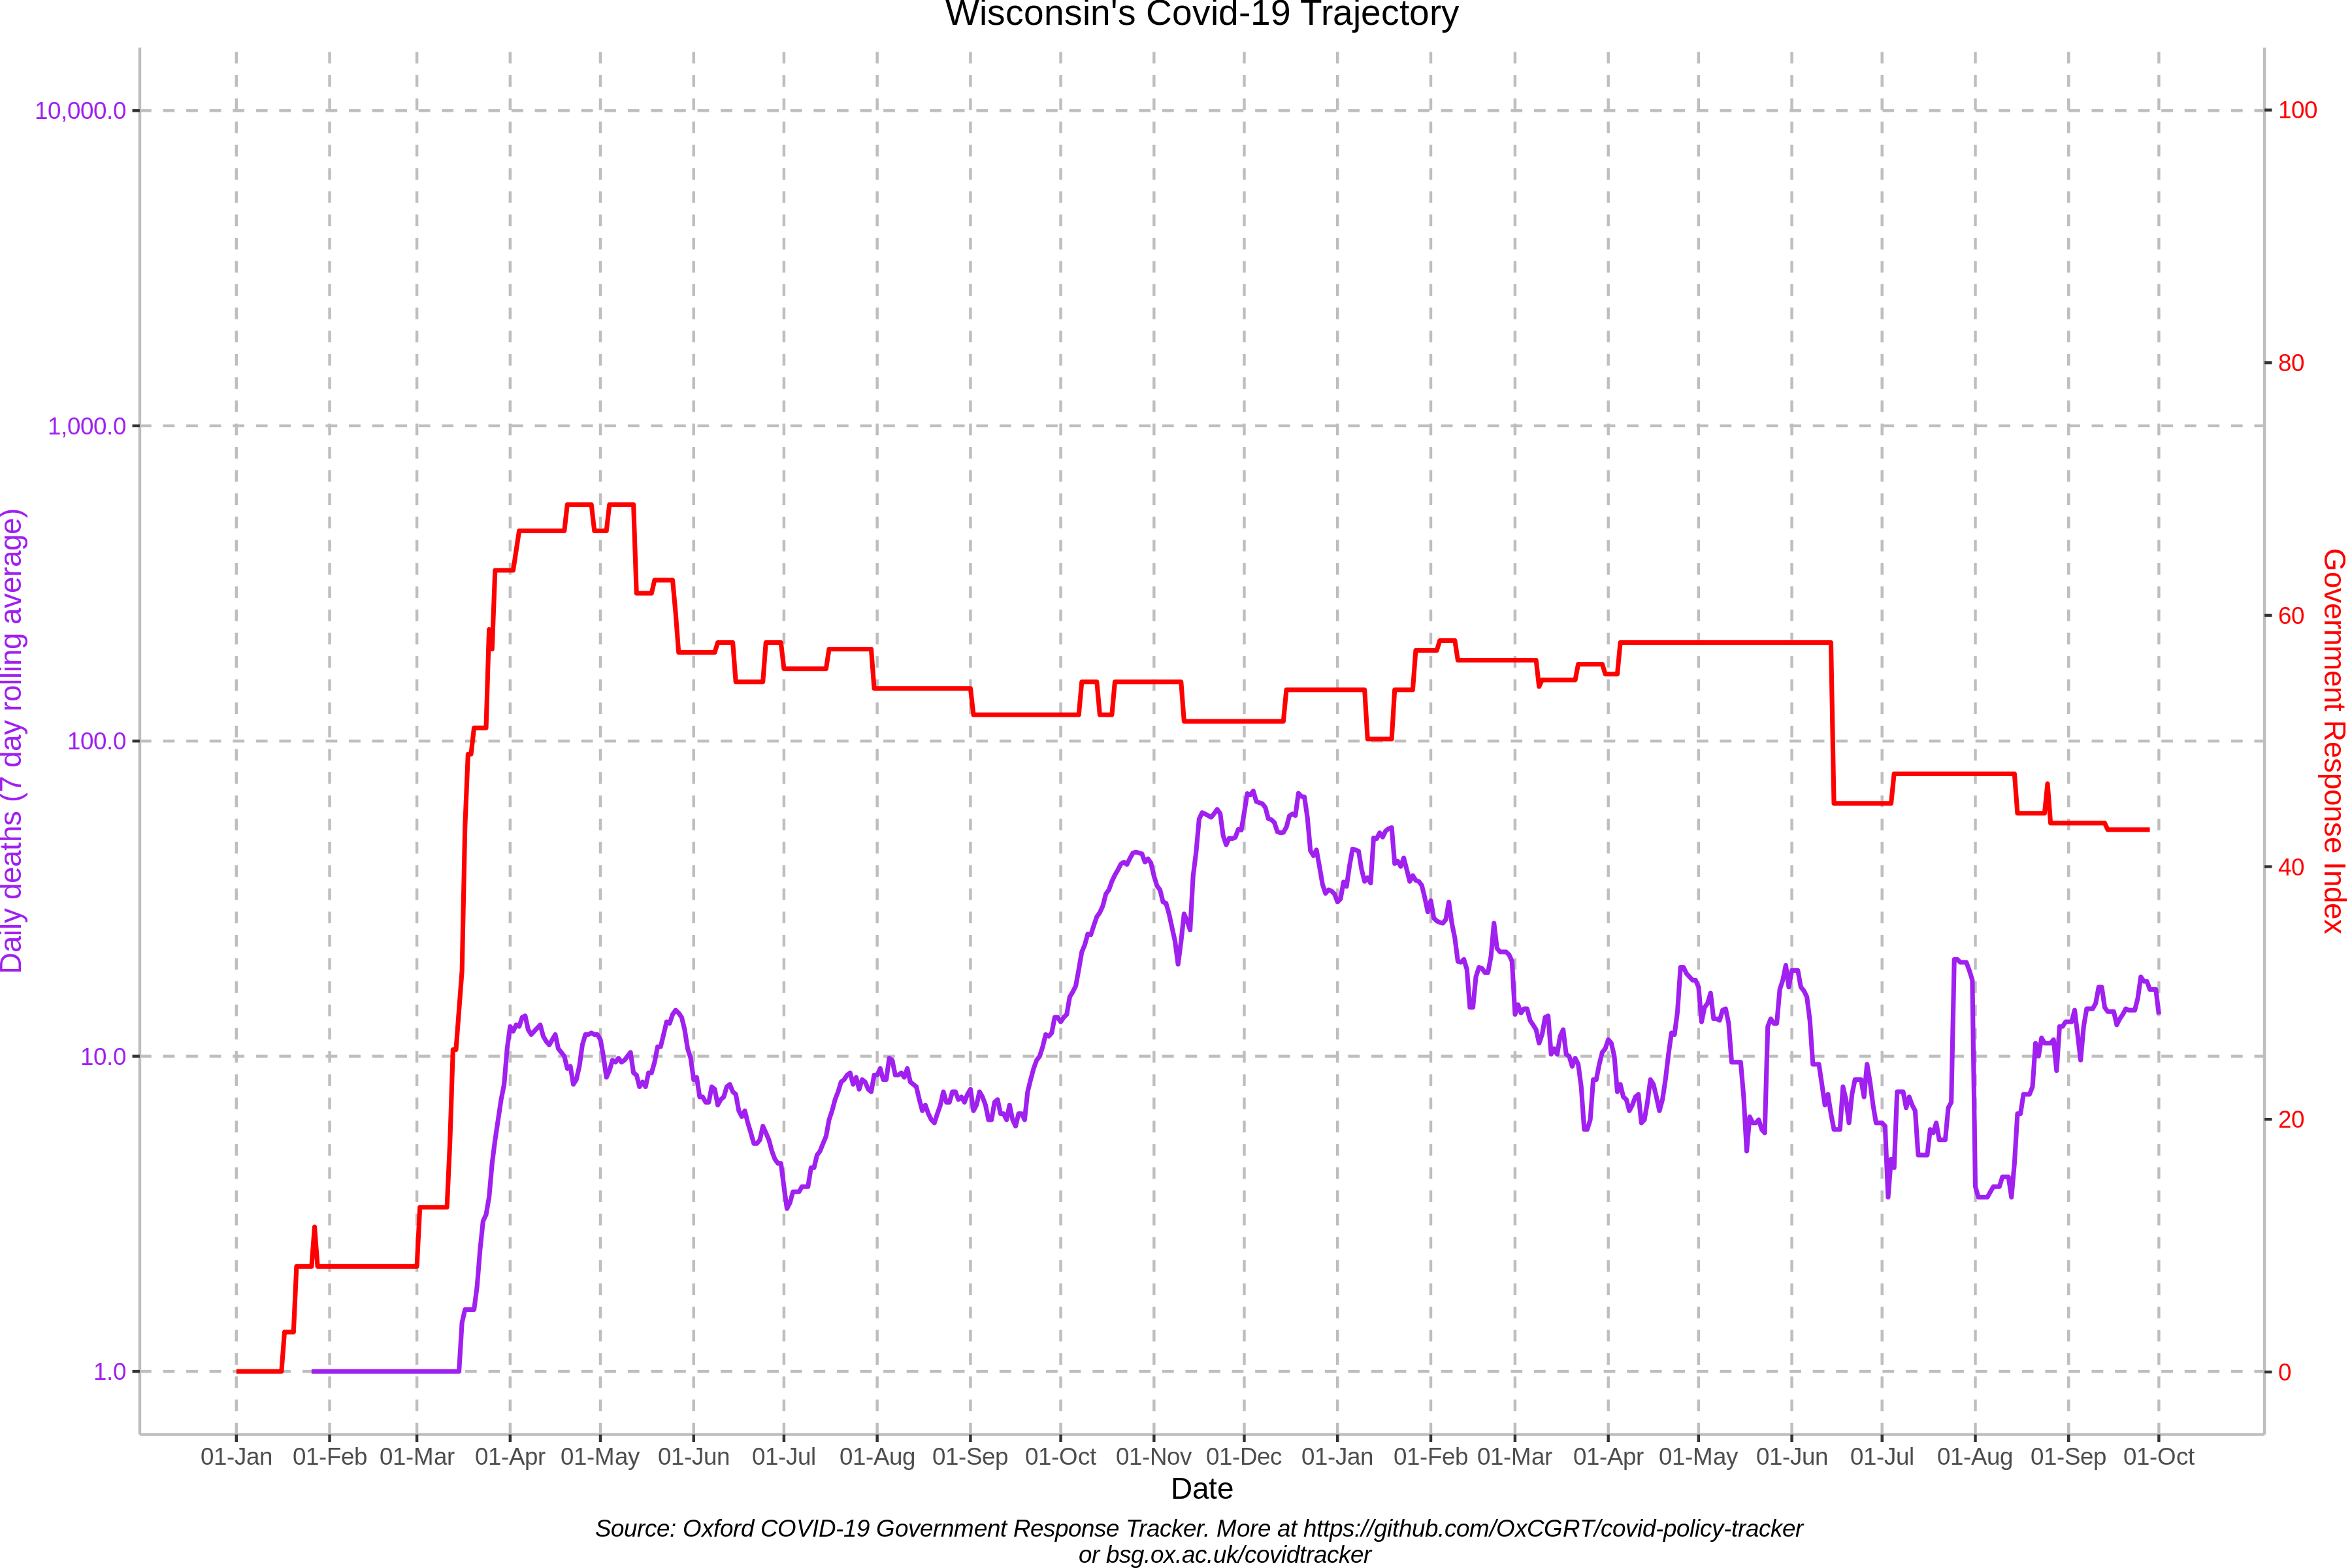 Wisconsin's Covid-19 Trajectory
10,000.0
1,000.0
100.0
10.0
1.0
Daily deaths (7 day rolling average)
100
80
60
40
20
0
Government Response Index
01-Jan 01-Feb 01-Mar 01-Apr 01-May 01-Jun 01-Jul 01-Aug 01-Sep 01-Oct 01-Nov 01-Dec 01-Jan 01-Feb 01-Mar 01-Apr 01-May 01-Jun 01-Jul 01-Aug 01-Sep 01-Oct
Date
Source: Oxford COVID-19 Government Response Tracker. More at https://github.com/OxCGRT/covid-policy-tracker
or bsg.ox.ac.uk/covidtracker